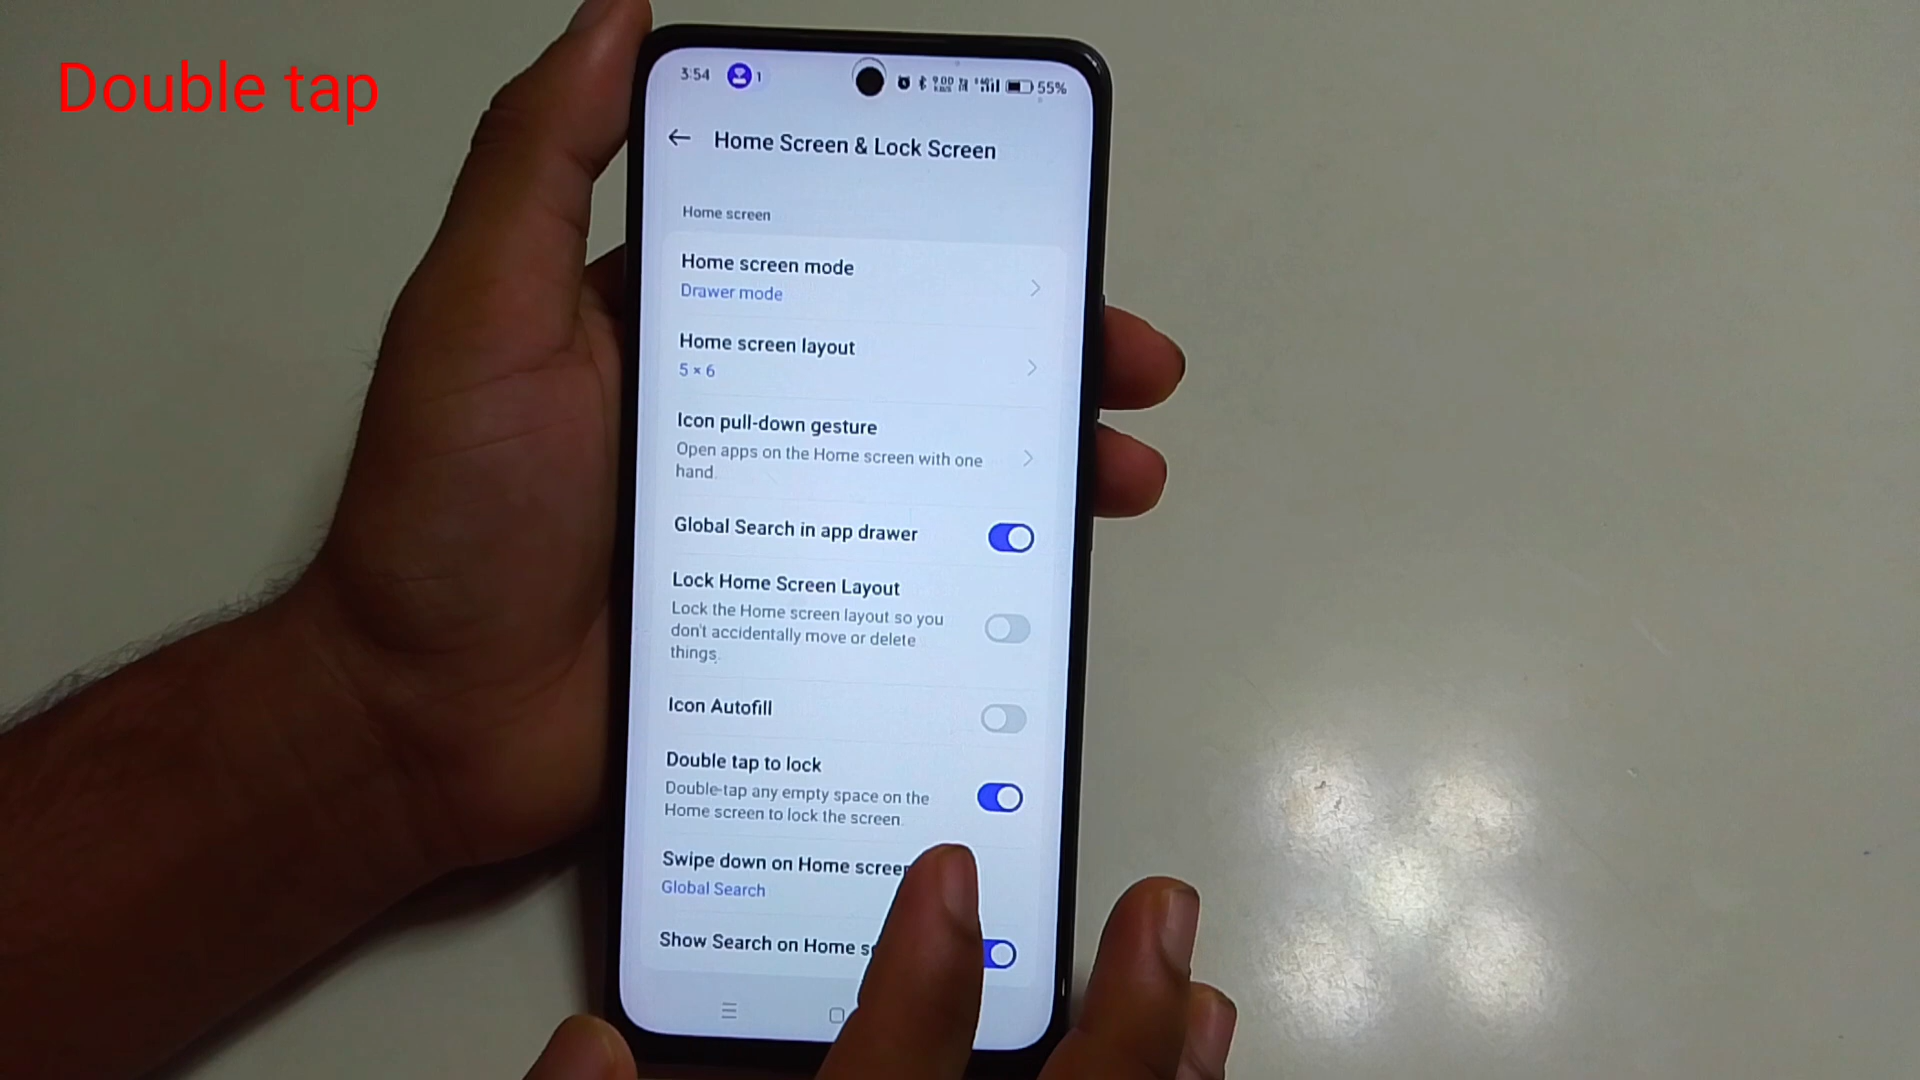 Double tap
3:54 1 55%
Home Screen & Lock Screen
Home screen
Home screen mode
Drawer mode
Home screen layout
5 × 6
Icon pull-down gesture
Open apps on the Home screen with one
hand.
Global Search in app drawer
Lock Home Screen Layout
Lock the Home screen layout so you
don't accidentally move or delete
things.
Icon Autofill
Double tap to lock
Double-tap any empty space on the
Home screen to lock the screen.
Swipe down on Home screen
Global Search
Show Search on Home